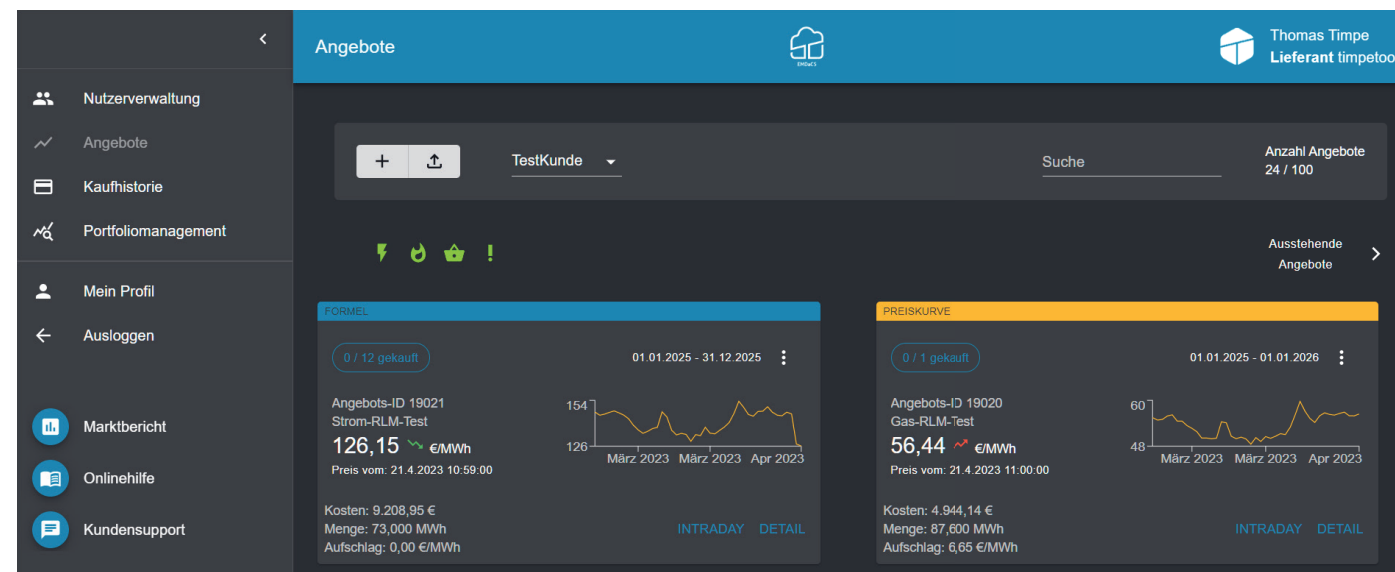 Angebote
EMDaCS
Thomas Timpe
Lieferant timpetoo
Nutzerverwaltung
Angebote
Kaufhistorie
Portfoliomanagement
Mein Profil
Ausloggen
Marktbericht
Onlinehilfe
Kundensupport
TestKunde
Suche
Anzahl Angebote
24 / 100
Ausstehende
Angebote
FORMEL
0 / 12 gekauft
01.01.2025 - 31.12.2025
Angebots-ID 19021
Strom-RLM-Test
126,15 €/MWh
Preis vom: 21.4.2023 10:59:00
154
126
März 2023 März 2023 Apr 2023
Kosten: 9.208,95 €
Menge: 73,000 MWh
Aufschlag: 0,00 €/MWh
INTRADAY DETAIL
PREISKURVE
0 / 1 gekauft
01.01.2025 - 01.01.2026
Angebots-ID 19020
Gas-RLM-Test
56,44 €/MWh
Preis vom: 21.4.2023 11:00:00
60
48
März 2023 März 2023 Apr 2023
Kosten: 4.944,14 €
Menge: 87,600 MWh
Aufschlag: 6,65 €/MWh
INTRADAY DETAIL